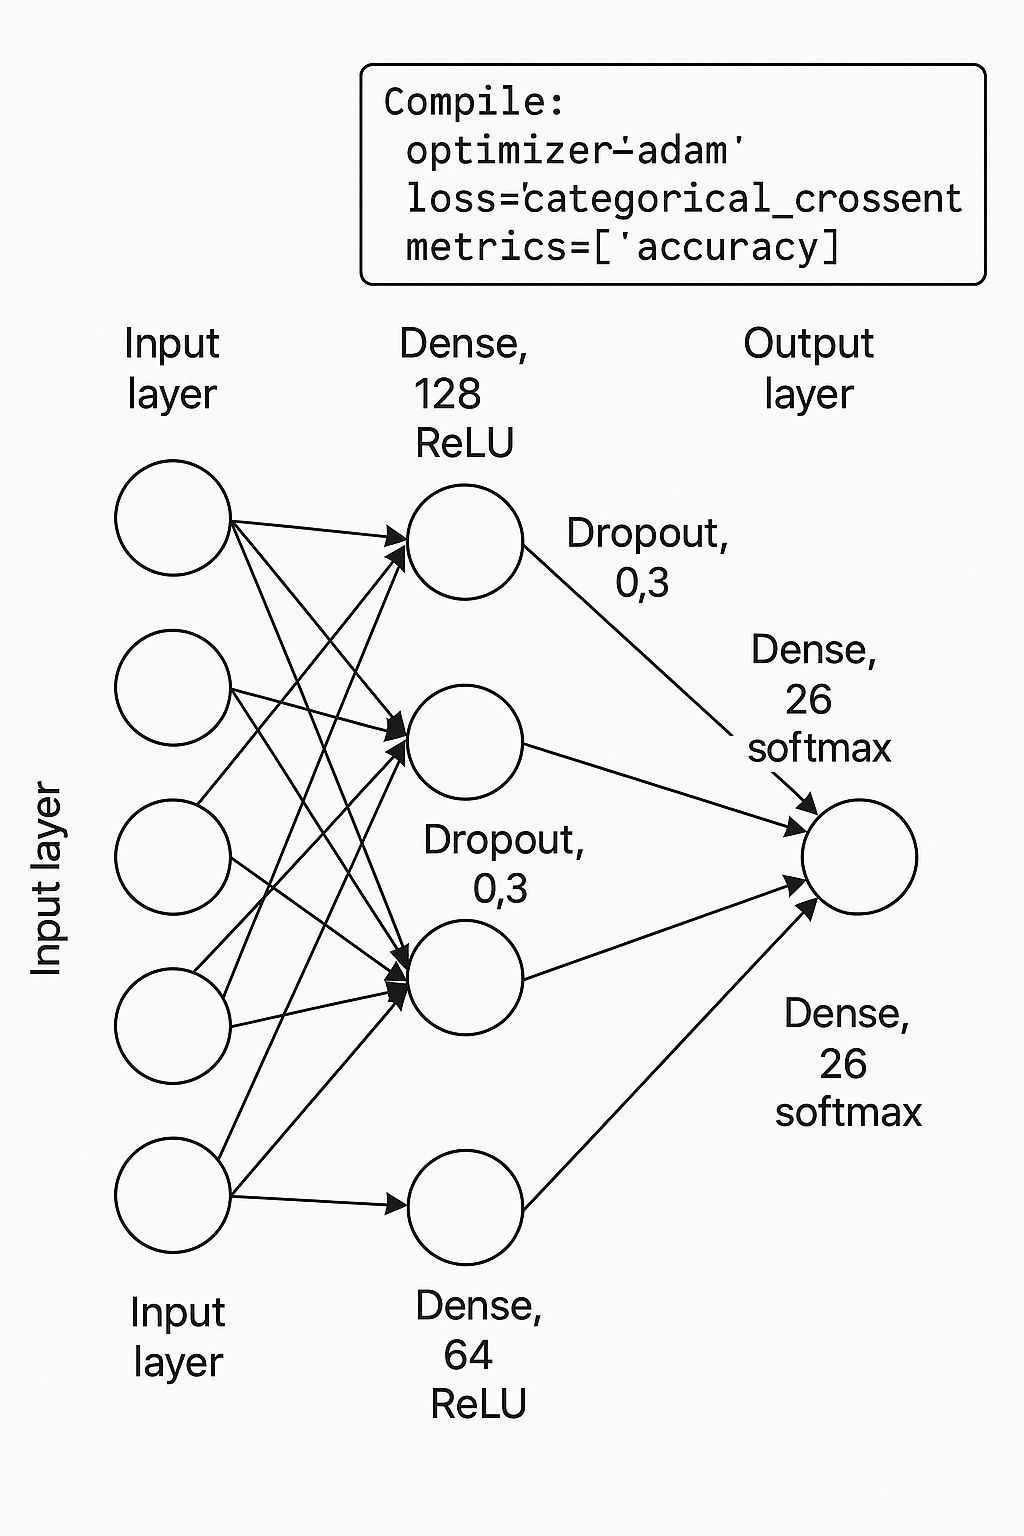 Compile:
optimizer-'adam'
loss='categorical_crossent
metrics=['accuracy]
Input
layer
Dense,
128
ReLU
Output
layer
Dropout,
0,3
Dense,
26
softmax
Input layer
Dropout,
0,3
Dense,
26
softmax
Input
layer
Dense,
64
ReLU